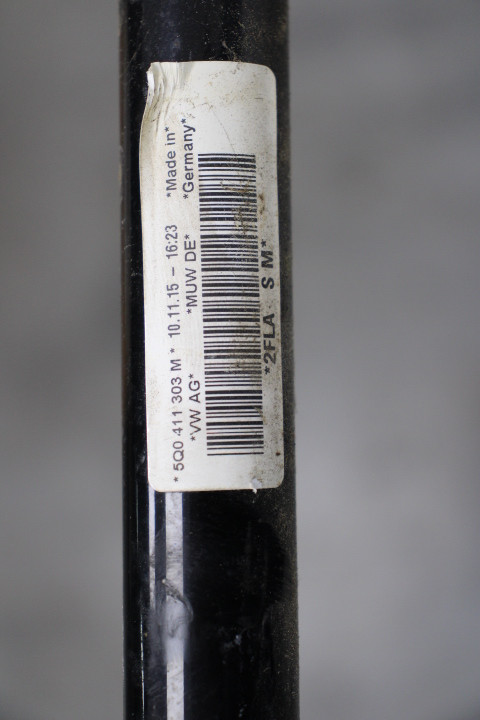 * 5Q0 411 303 M * 10.11.15 – 16:23 *Made in*
*VW AG* *MUW DE* *Germany*
*2FLA S M*